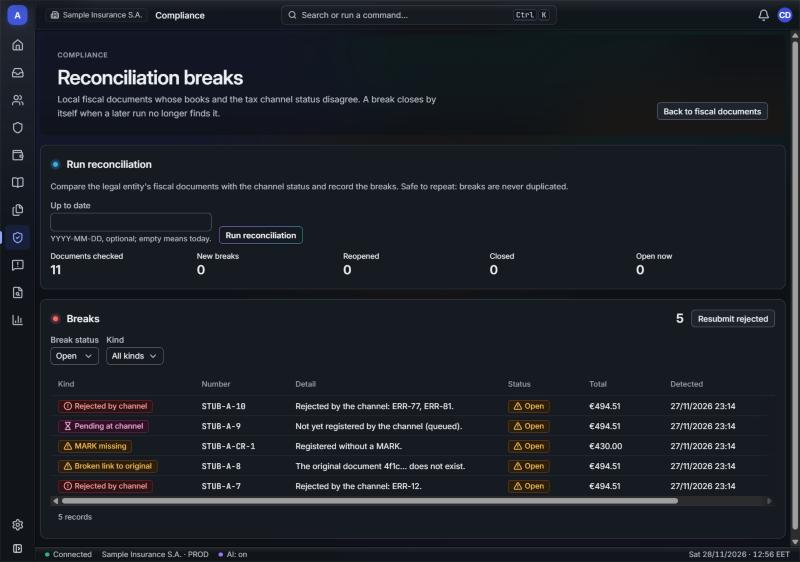 A
Sample Insurance S.A.
Compliance
Search or run a command...
Ctrl K
CD
COMPLIANCE
Reconciliation breaks
Local fiscal documents whose books and the tax channel status disagree. A break closes by
itself when a later run no longer finds it.
Back to fiscal documents
Run reconciliation
Compare the legal entity's fiscal documents with the channel status and record the breaks. Safe to repeat: breaks are never duplicated.
Up to date
YYYY-MM-DD, optional; empty means today.
Run reconciliation
Documents checked New breaks Reopened Closed Open now
11 0 0 0 0
Breaks
5
Resubmit rejected
Break status Kind
Open All kinds
Kind Number Detail Status Total Detected
Rejected by channel STUB-A-10 Rejected by the channel: ERR-77, ERR-81. Open €494.51 27/11/2026 23:14
Pending at channel STUB-A-9 Not yet registered by the channel (queued). Open €494.51 27/11/2026 23:14
MARK missing STUB-A-CR-1 Registered without a MARK. Open €430.00 27/11/2026 23:14
Broken link to original STUB-A-8 The original document 4f1c... does not exist. Open €494.51 27/11/2026 23:14
Rejected by channel STUB-A-7 Rejected by the channel: ERR-12. Open €494.51 27/11/2026 23:14
5 records
Connected Sample Insurance S.A. · PROD AI: on Sat 28/11/2026 · 12:56 EET